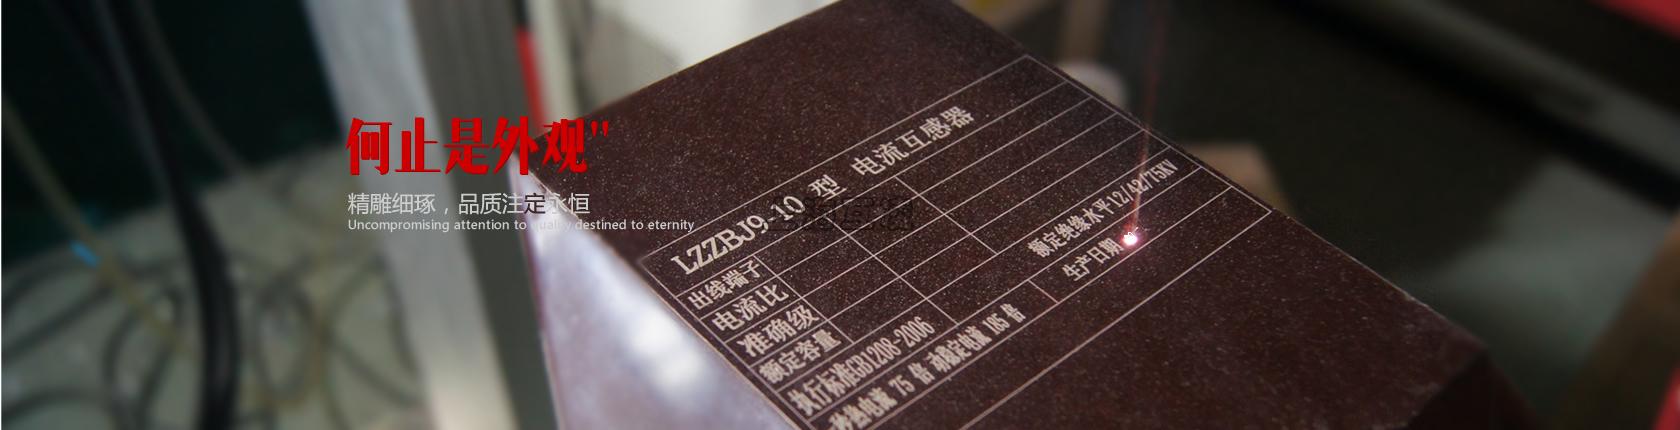 何止是外观"
精雕细琢，品质注定永恒
Uncompromising attention to quality destined to eternity
LZZBJ9-10 型 电流互感器
出线端子
电流比
准确级
额定容量
额定绝缘水平12/42/75KV
执行标准GB1208-2006
生产日期
75 倍